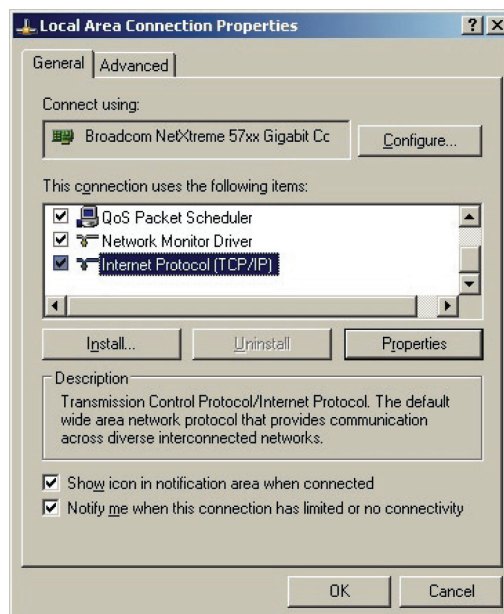 Local Area Connection Properties
General
Advanced
Connect using:
Broadcom NetXtreme 57xx Gigabit Cc
Configure...
This connection uses the following items:
QoS Packet Scheduler
Network Monitor Driver
Internet Protocol (TCP/IP)
Install...
Uninstall
Properties
Description
Transmission Control Protocol/Internet Protocol. The default
wide area network protocol that provides communication
across diverse interconnected networks.
Show icon in notification area when connected
Notify me when this connection has limited or no connectivity
OK
Cancel